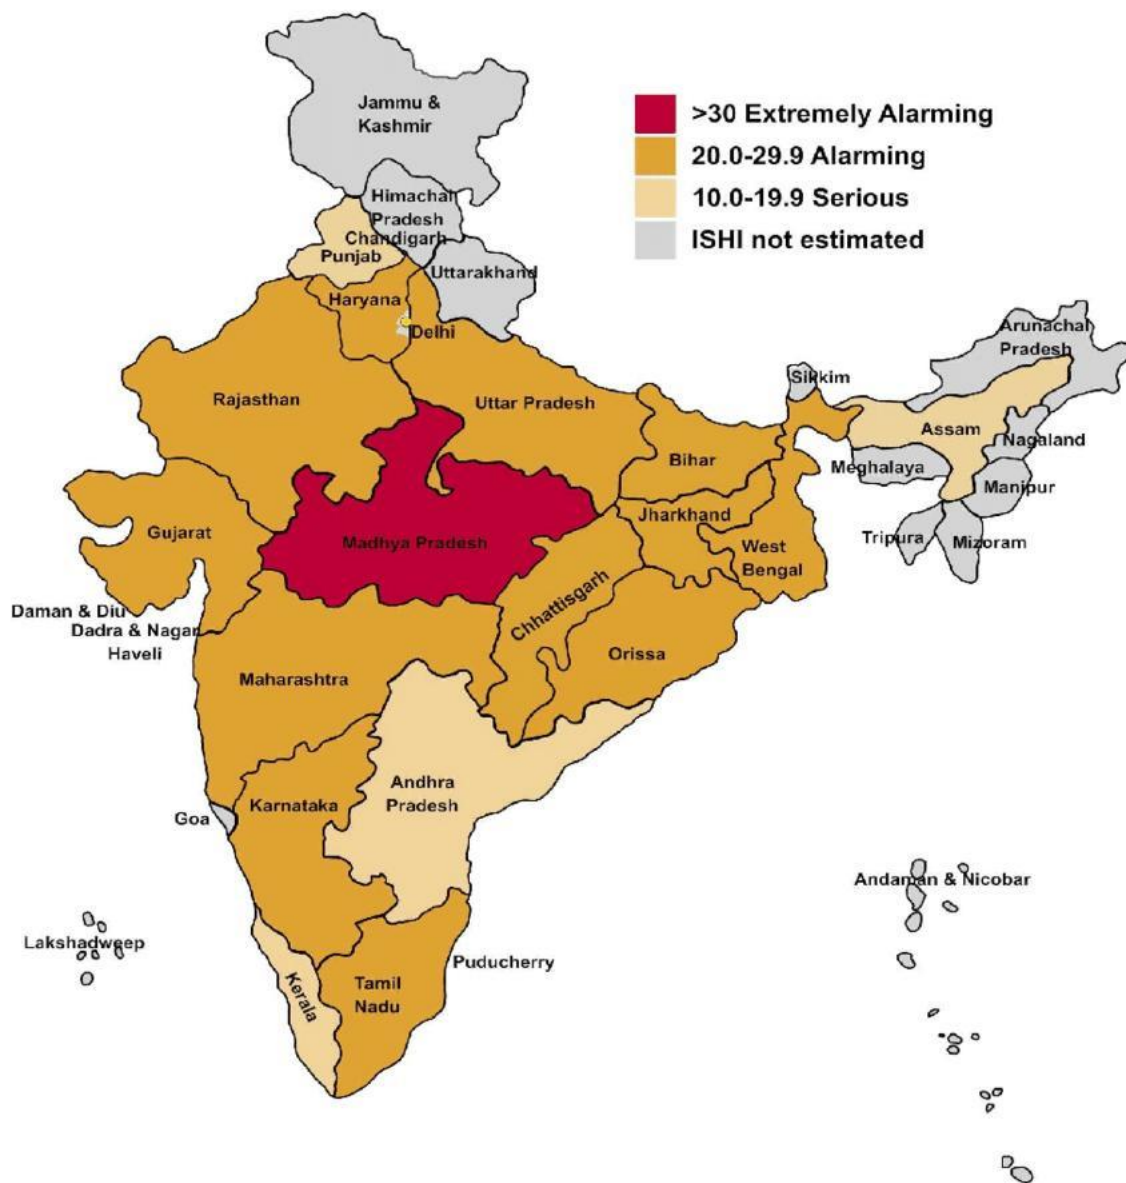 Jammu &
Kashmir
>30 Extremely Alarming
20.0-29.9 Alarming
10.0-19.9 Serious
ISHI not estimated
Himachal
Pradesh
Chandigarh
Punjab
Uttarakhand
Haryana
Delhi
Arunachal
Pradesh
Rajasthan
Uttar Pradesh
Sikkim
Assam
Nagaland
Bihar
Meghalaya
Manipur
Jharkhand
Gujarat
Madhya Pradesh
Tripura
Mizoram
West
Bengal
Chhattisgarh
Daman & Diu
Dadra & Nagar
Haveli
Orissa
Maharashtra
Andhra
Pradesh
Karnataka
Goa
Andaman & Nicobar
Lakshadweep
Puducherry
Kerala
Tamil
Nadu